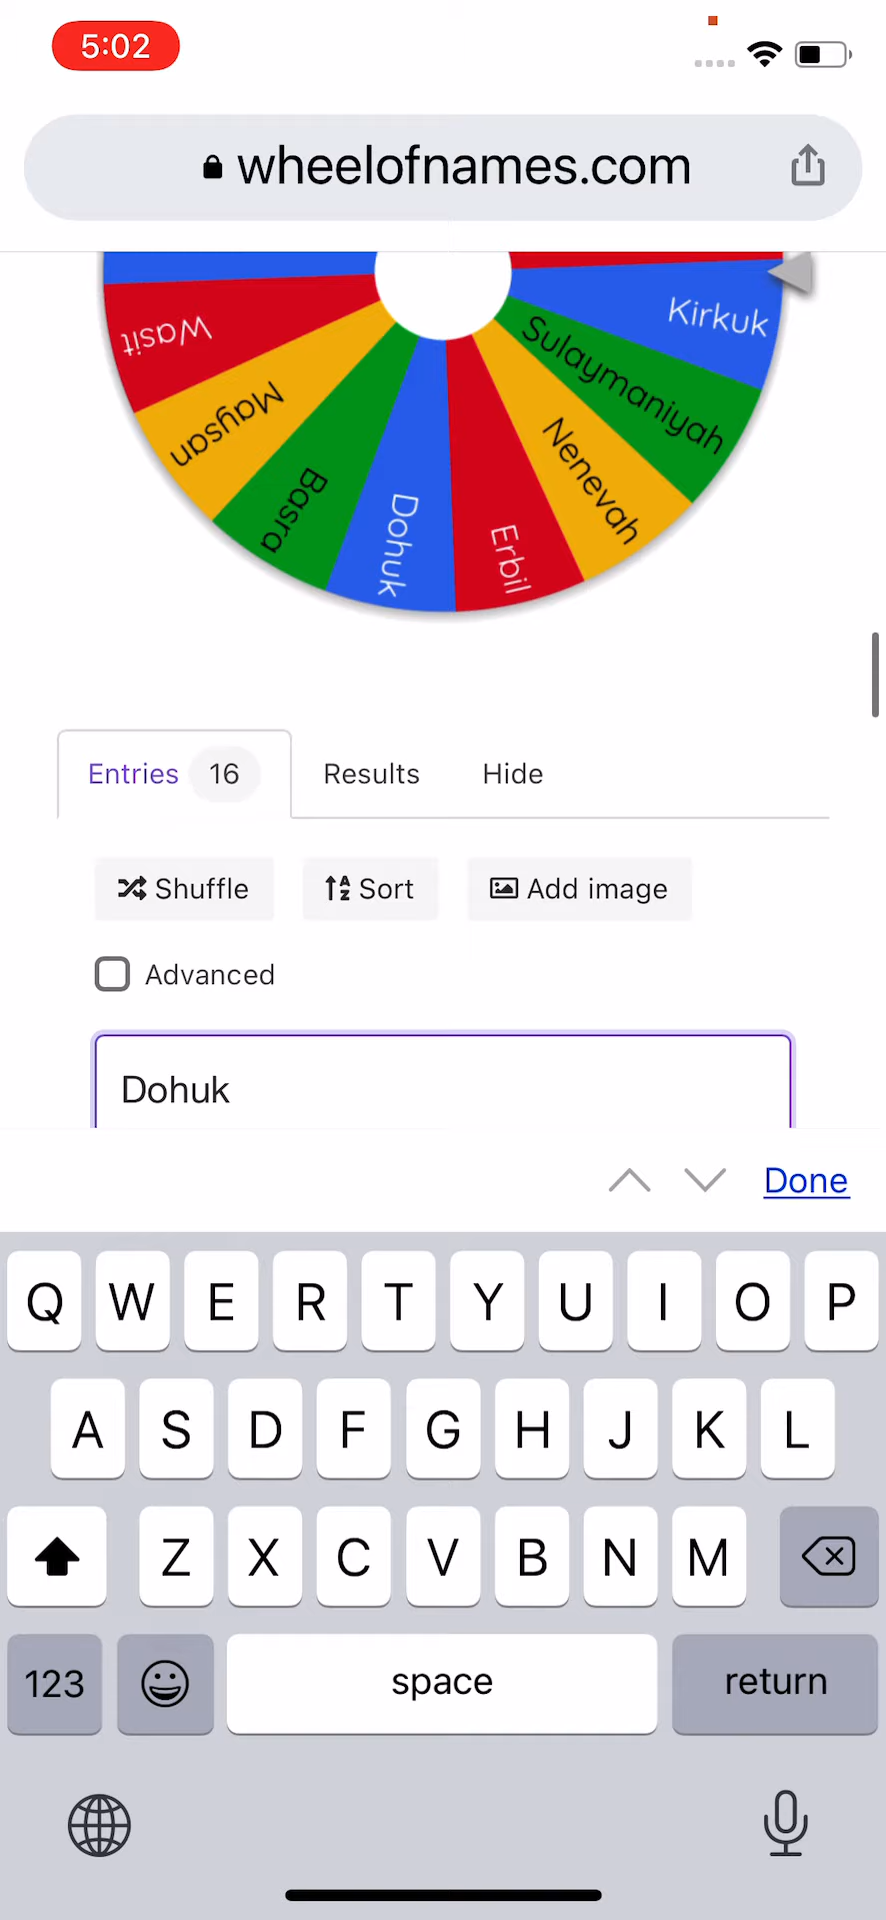 5:02
wheelofnames.com
Kirkuk
Sulaymaniyah
Nenevah
Erbil
Dohuk
Basra
Maysan
Wasit
Entries 16 Results Hide
Shuffle Sort Add image
Advanced
Dohuk
Done
Q W E R T Y U I O P
A S D F G H J K L
Z X C V B N M
123 space return